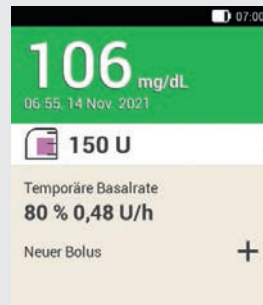 07:00
106 mg/dL
06:55, 14 Nov. 2021
150 U
Temporäre Basalrate
80 % 0,48 U/h
Neuer Bolus +